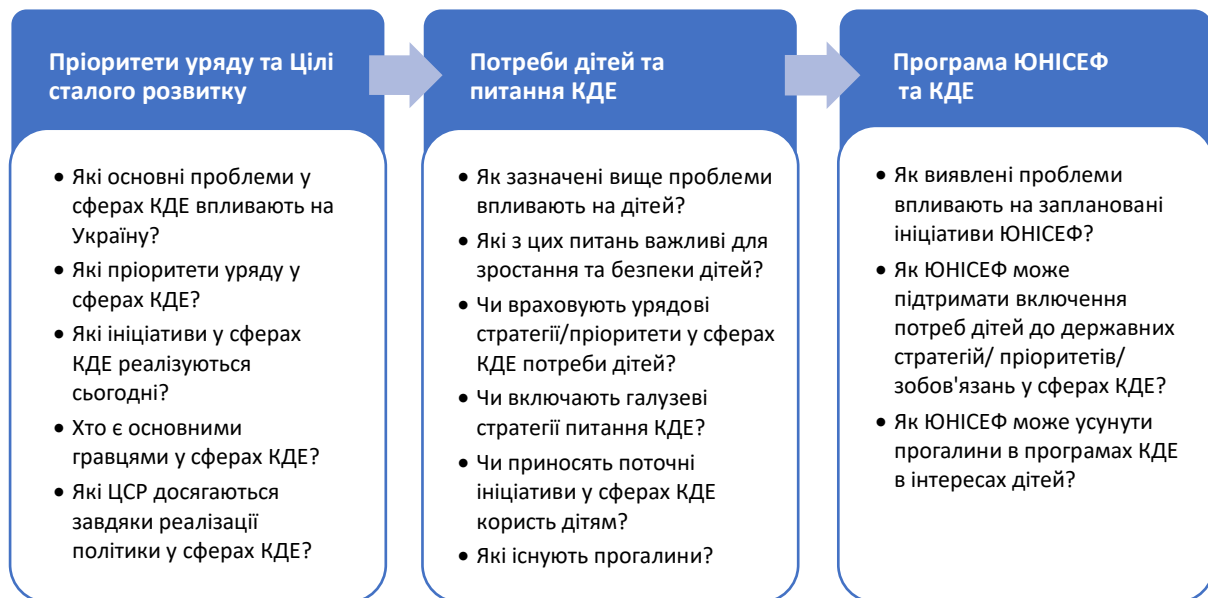 Пріоритети уряду та Цілі
сталого розвитку
• Які основні проблеми у
сферах КДЕ впливають на
Україну?
• Які пріоритети уряду у
сферах КДЕ?
• Які ініціативи у сферах
КДЕ реалізуються
сьогодні?
• Хто є основними
гравцями у сферах КДЕ?
• Які ЦСР досягаються
завдяки реалізації
політики у сферах КДЕ?
Потреби дітей та
питання КДЕ
• Як зазначені вище проблеми
впливають на дітей?
• Які з цих питань важливі для
зростання та безпеки дітей?
• Чи враховують урядові
стратегії/пріоритети у сферах
КДЕ потреби дітей?
• Чи включають галузеві
стратегії питання КДЕ?
• Чи приносять поточні
ініціативи у сферах КДЕ
користь дітям?
• Які існують прогалини?
Програма ЮНІСЕФ
та КДЕ
• Як виявлені проблеми
впливають на заплановані
ініціативи ЮНІСЕФ?
• Як ЮНІСЕФ може
підтримати включення
потреб дітей до державних
стратегій/ пріоритетів/
зобов'язань у сферах КДЕ?
• Як ЮНІСЕФ може усунути
прогалини в програмах КДЕ
в інтересах дітей?